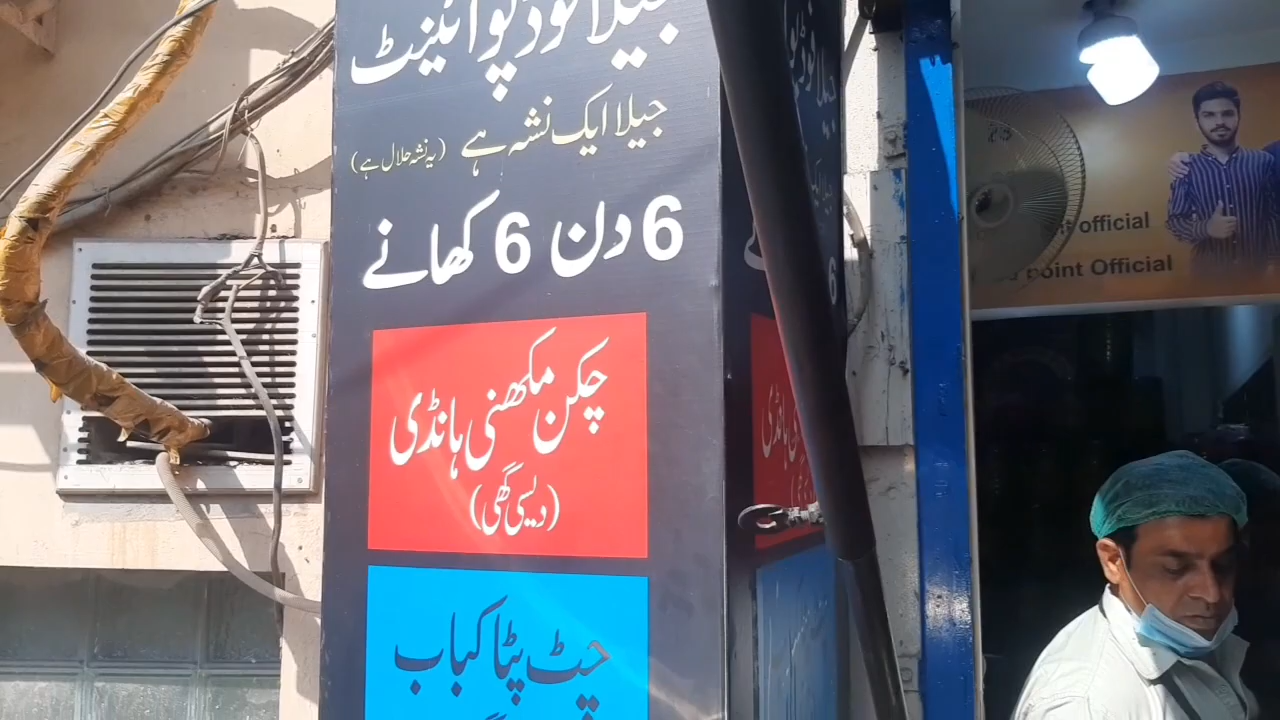 جیلا فوڈ پوائینٹ
جیلا ایک نشہ ہے (یہ نشہ حلال ہے)
6 دن 6 کھانے
چکن مکھنی ہانڈی
(دیسی گھی)
چٹ پٹا کباب
official
point Official